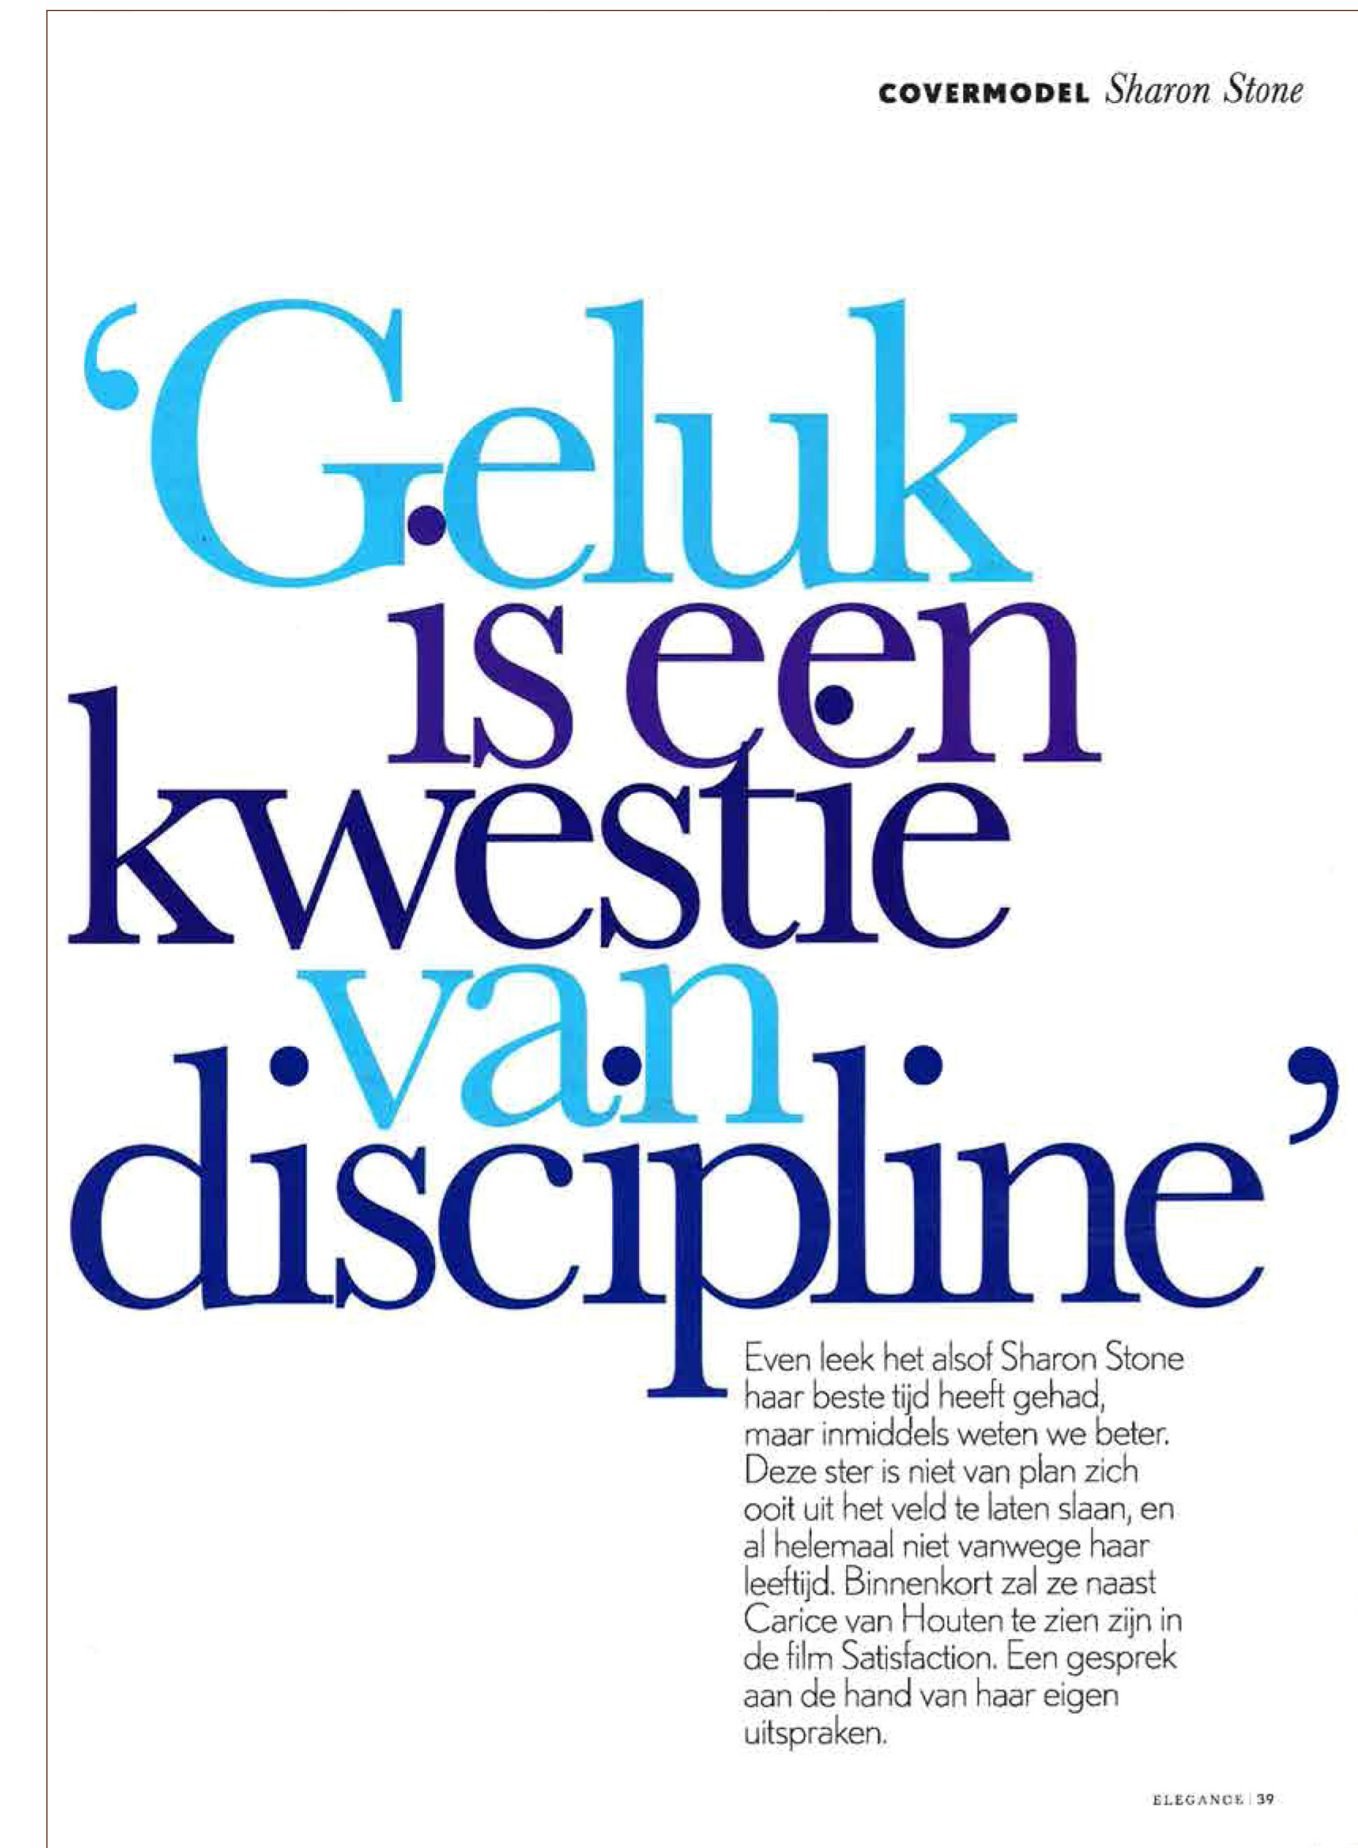 COVERMODEL Sharon Stone
‘Geluk
is een
kwestie
van
discipline’
Even leek het alsof Sharon Stone
haar beste tijd heeft gehad,
maar inmiddels weten we beter.
Deze ster is niet van plan zich
ooit uit het veld te laten slaan, en
al helemaal niet vanwege haar
leeftijd. Binnenkort zal ze naast
Carice van Houten te zien zijn in
de film Satisfaction. Een gesprek
aan de hand van haar eigen
uitspraken.
ELEGANCE | 39